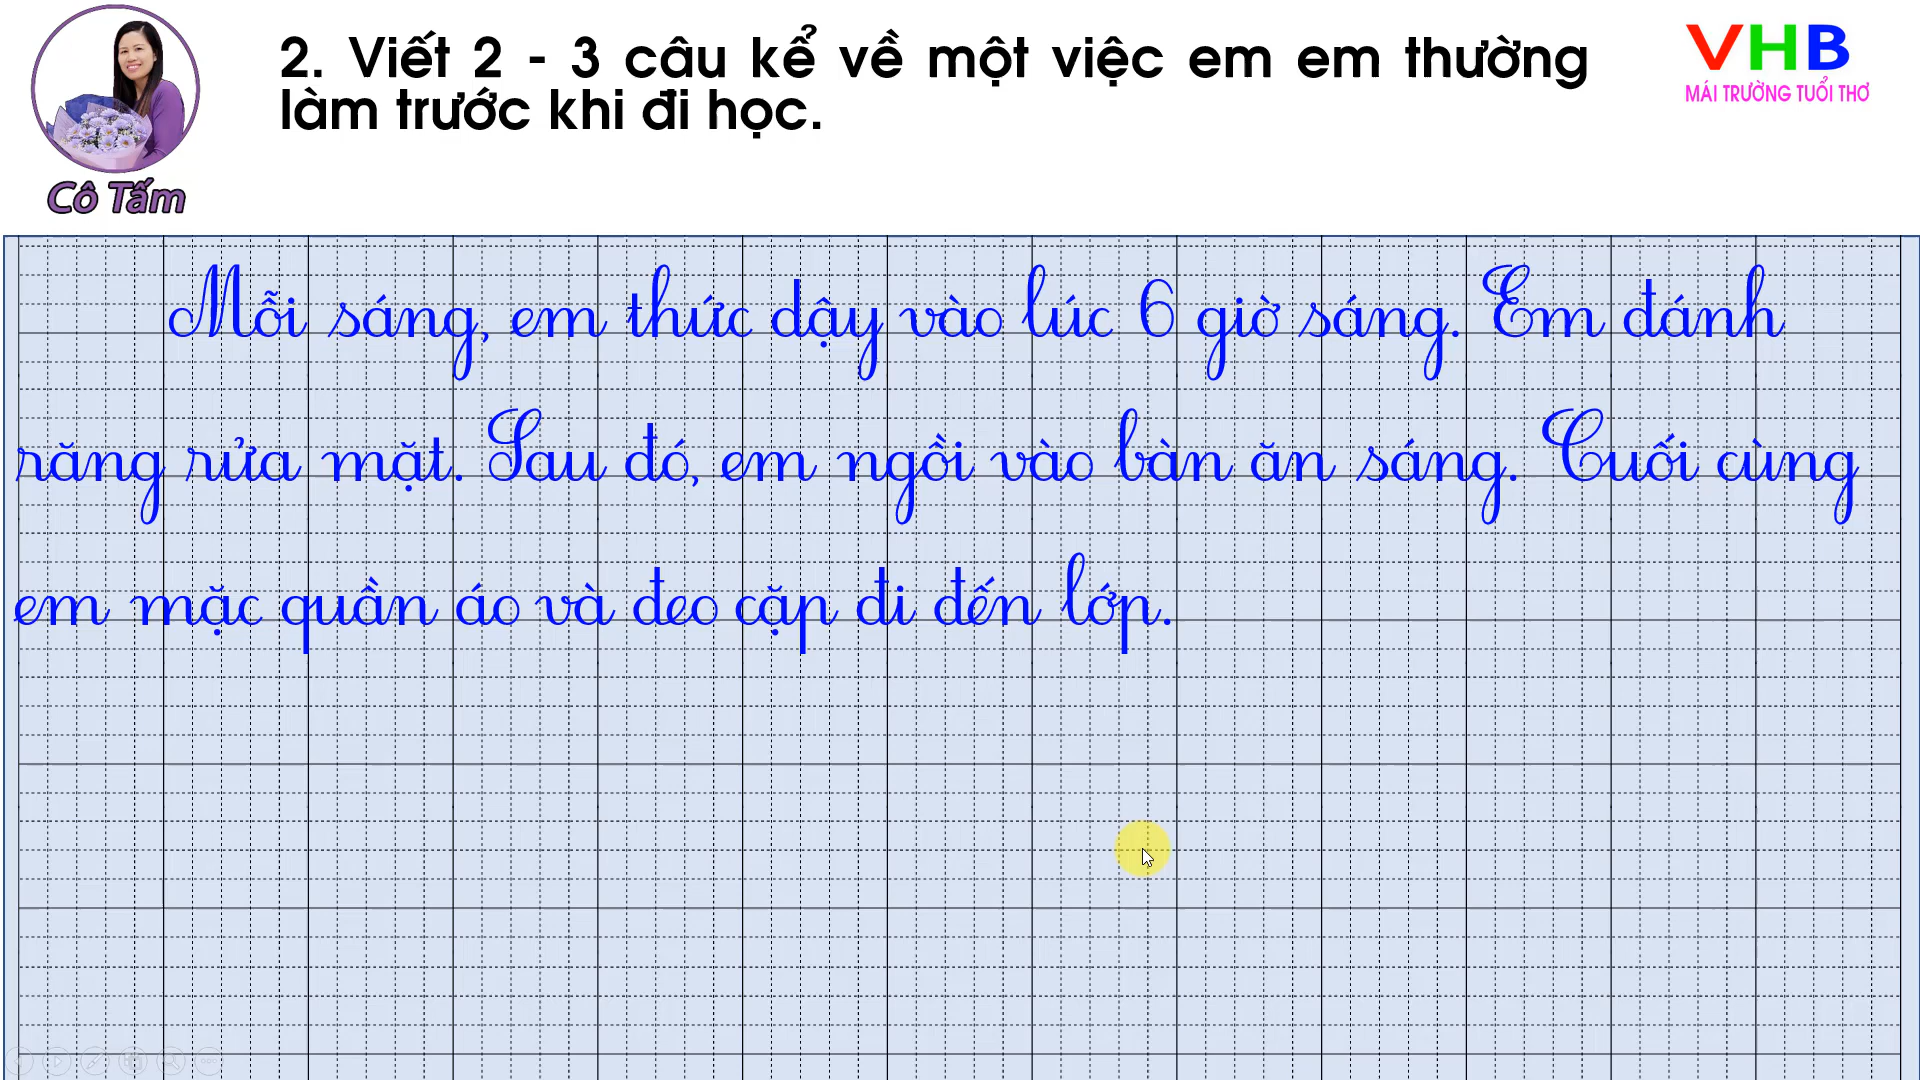 2. Viết 2 - 3 câu kể về một việc em em thường
làm trước khi đi học.
VHB
MÁI TRƯỜNG TUỔI THƠ
Cô Tấm
Mỗi sáng, em thức dậy vào lúc 6 giờ sáng. Em đánh
răng rửa mặt. Sau đó, em ngồi vào bàn ăn sáng. Cuối cùng
em mặc quần áo và đeo cặp đi đến lớp.